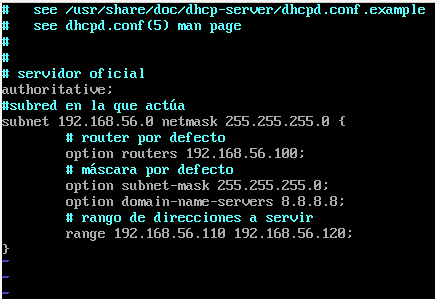 #   see /usr/share/doc/dhcp-server/dhcpd.conf.example
#   see dhcpd.conf(5) man page
#
#
# servidor oficial
authoritative;
#subred en la que actúa
subnet 192.168.56.0 netmask 255.255.255.0 {
        # router por defecto
        option routers 192.168.56.100;
        # máscara por defecto
        option subnet-mask 255.255.255.0;
        option domain-name-servers 8.8.8.8;
        # rango de direcciones a servir
        range 192.168.56.110 192.168.56.120;
}
~
~
~